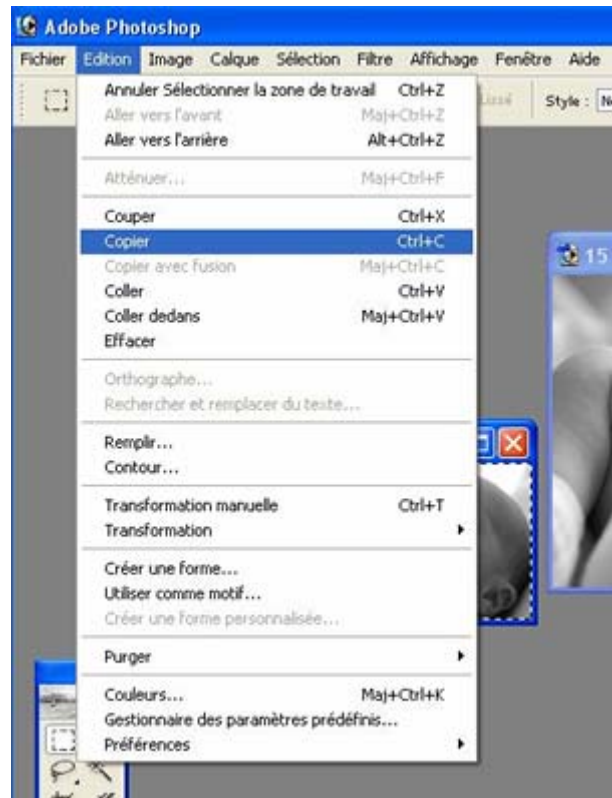 Adobe Photoshop
Fichier Edition Image Calque Sélection Filtre Affichage Fenêtre Aide
Style :
Annuler Sélectionner la zone de travail Ctrl+Z
Aller vers l'avant Maj+Ctrl+Z
Aller vers l'arrière Alt+Ctrl+Z
Atténuer... Maj+Ctrl+F
Couper Ctrl+X
Copier Ctrl+C
Copier avec fusion Maj+Ctrl+C
Coller Ctrl+V
Coller dedans Maj+Ctrl+V
Effacer
Orthographe...
Rechercher et remplacer du texte...
Remplir...
Contour...
Transformation manuelle Ctrl+T
Transformation
Créer une forme...
Utiliser comme motif...
Créer une forme personnalisée...
Purger
Couleurs... Maj+Ctrl+K
Gestionnaire des paramètres prédéfinis...
Préférences
15